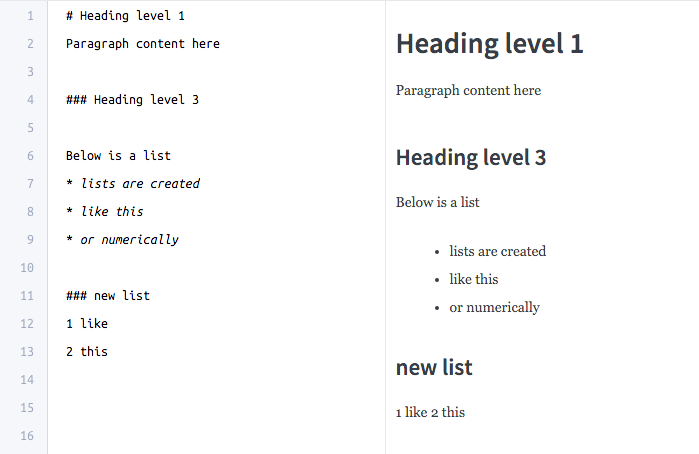 1 # Heading level 1
2 Paragraph content here
3
4 ### Heading level 3
5
6 Below is a list
7 * lists are created
8 * like this
9 * or numerically
10
11 ### new list
12 1 like
13 2 this
14
15
16
Heading level 1
Paragraph content here
Heading level 3
Below is a list
• lists are created
• like this
• or numerically
new list
1 like 2 this